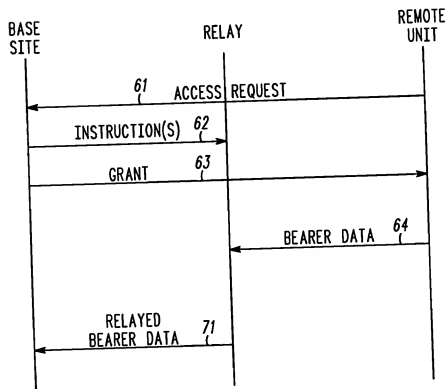 BASE
SITE
RELAY
REMOTE
UNIT
61
ACCESS REQUEST
INSTRUCTION(S)
62
GRANT
63
BEARER DATA
64
RELAYED
BEARER DATA
71